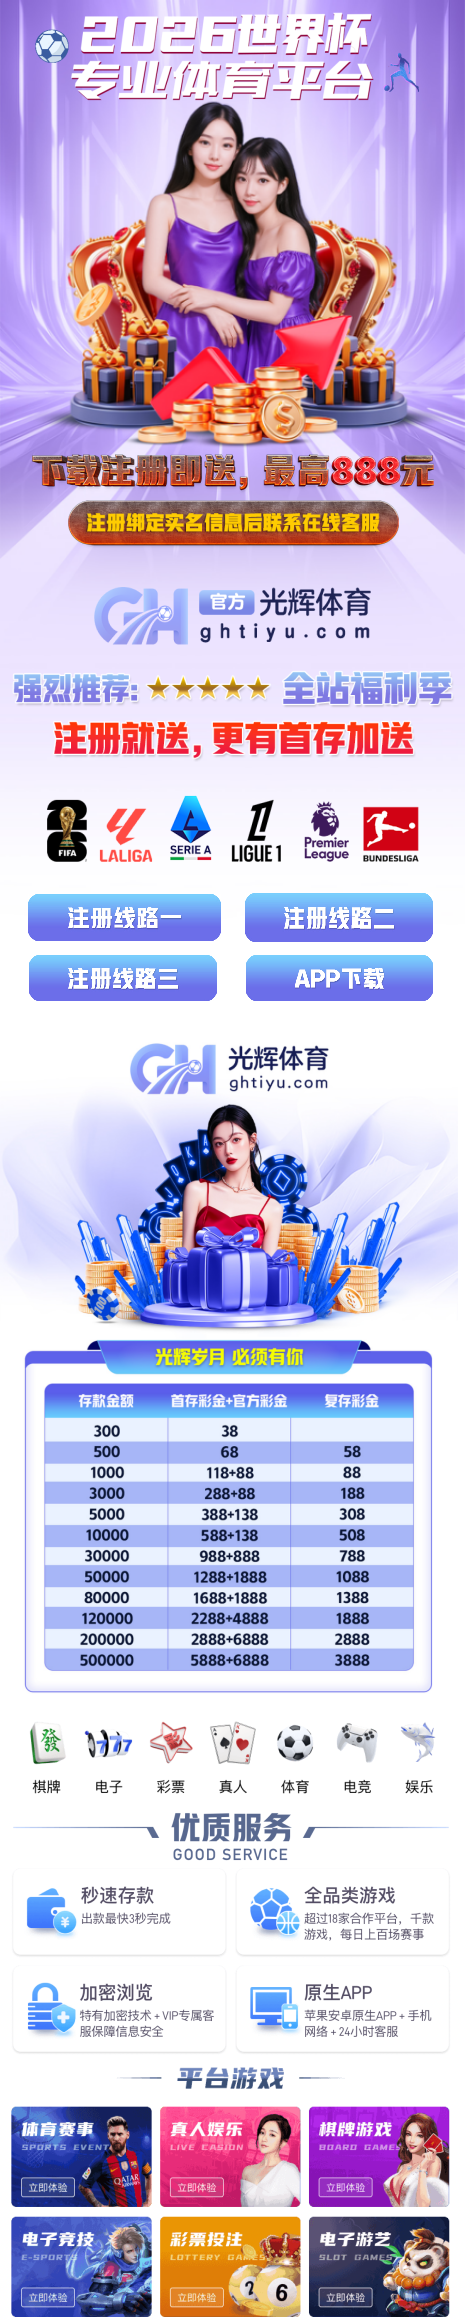 2026世界杯
专业体育平台
下载注册即送，最高888元
注册绑定实名信息后联系在线客服
GH 官方 光辉体育
ghtiyu.com
强烈推荐: 全站福利季
注册就送，更有首存加送
26
FIFA LALIGA SERIE A LIGUE 1 Premier League BUNDESLIGA
注册线路一 注册线路二
注册线路三 APP下载
GH 光辉体育
ghtiyu.com
J Q K A
100
光辉岁月 必须有你
存款金额 首存彩金+官方彩金 复存彩金
300 38
500 68 58
1000 118+88 88
3000 288+88 188
5000 388+138 308
10000 588+138 508
30000 988+888 788
50000 1288+1888 1088
80000 1688+1888 1388
120000 2288+4888 1888
200000 2888+6888 2888
500000 5888+6888 3888
發 777
棋牌 电子 彩票 真人 体育 电竞 娱乐
优质服务
GOOD SERVICE
秒速存款
出款最快3秒完成
全品类游戏
超过18家合作平台，千款
游戏，每日上百场赛事
加密浏览
特有加密技术＋VIP专属客
服保障信息安全
原生APP
苹果安卓原生APP＋手机
网络＋24小时客服
平台游戏
体育赛事 真人娱乐 棋牌游戏
SPORTS EVENT LIVE CASION BOARD GAMES
QATAR
立即体验 立即体验 立即体验
电子竞技 彩票投注 电子游艺
E-SPORTS LOTTERY GAMES SLOT GAMES
2 6
立即体验 立即体验 立即体验